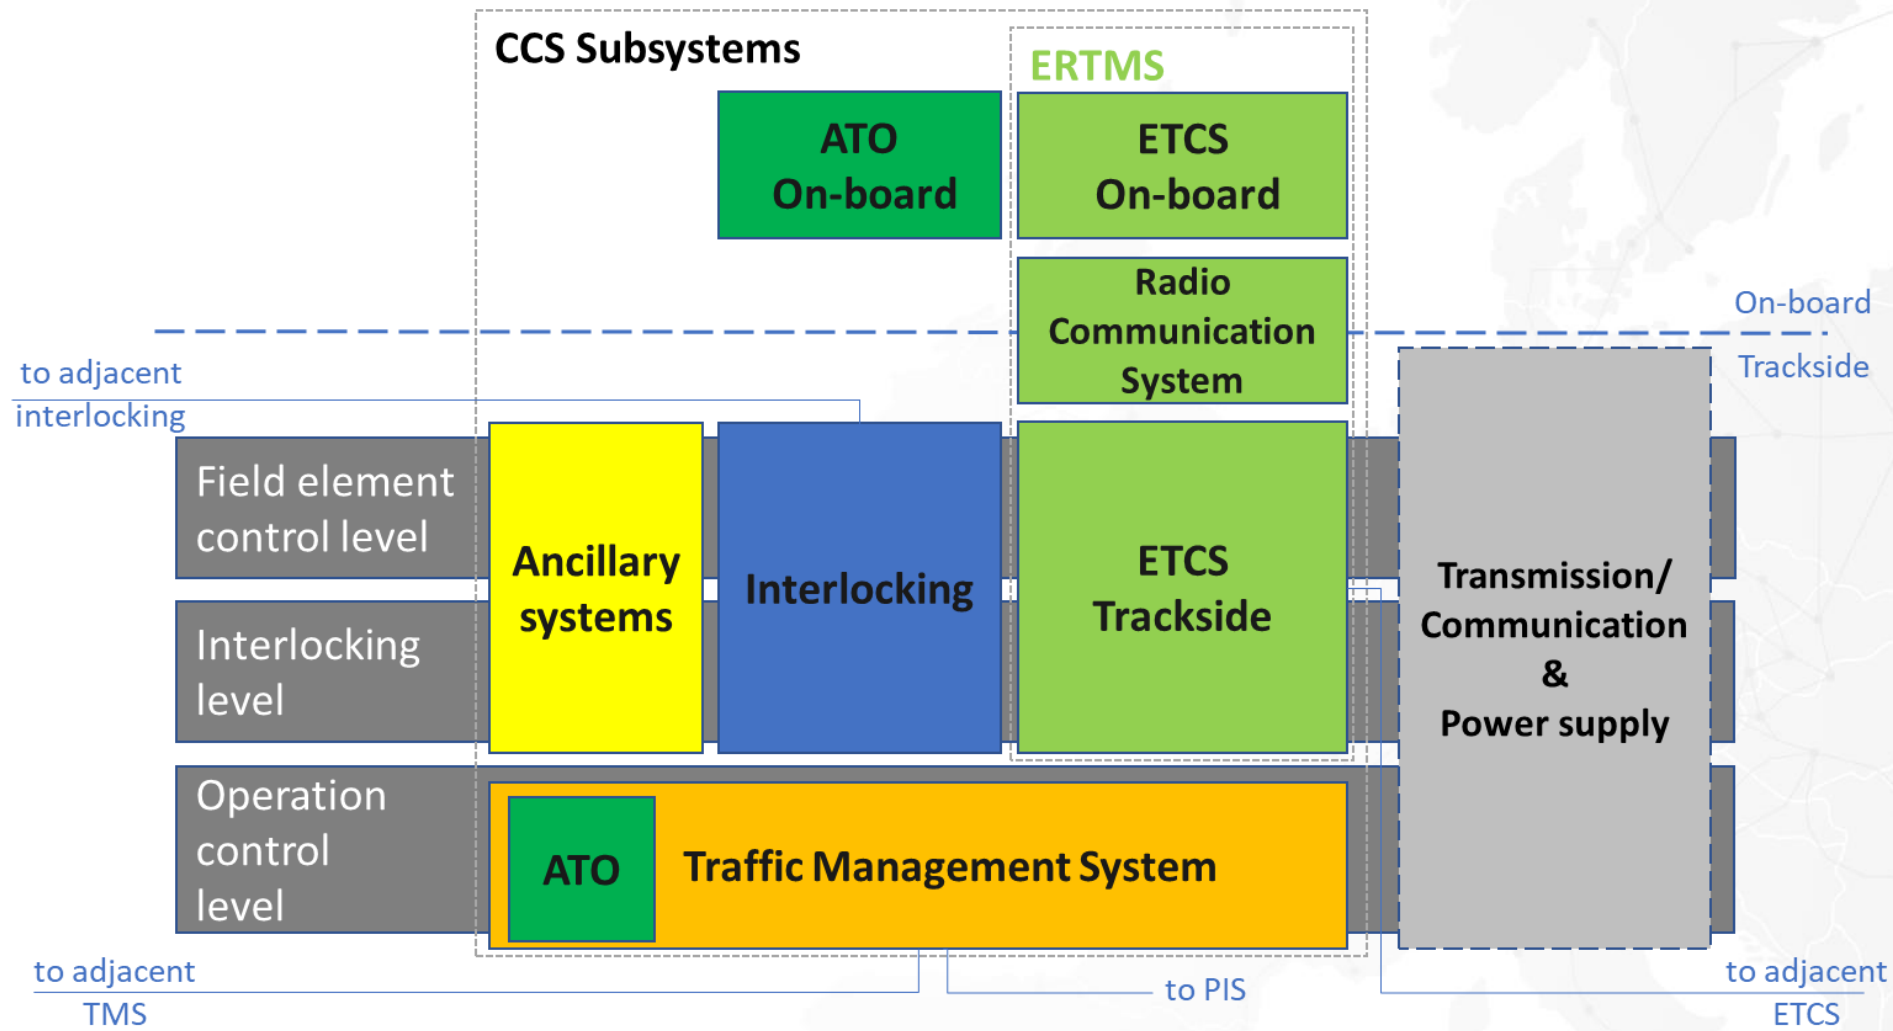 CCS Subsystems
ERTMS
ATO
On-board
ETCS
On-board
Radio
Communication
System
On-board
Trackside
to adjacent
interlocking
Field element
control level
Ancillary
systems
Interlocking
ETCS
Trackside
Transmission/
Communication
&
Power supply
Interlocking
level
Operation
control
level
ATO
Traffic Management System
to adjacent
TMS
to PIS
to adjacent
ETCS